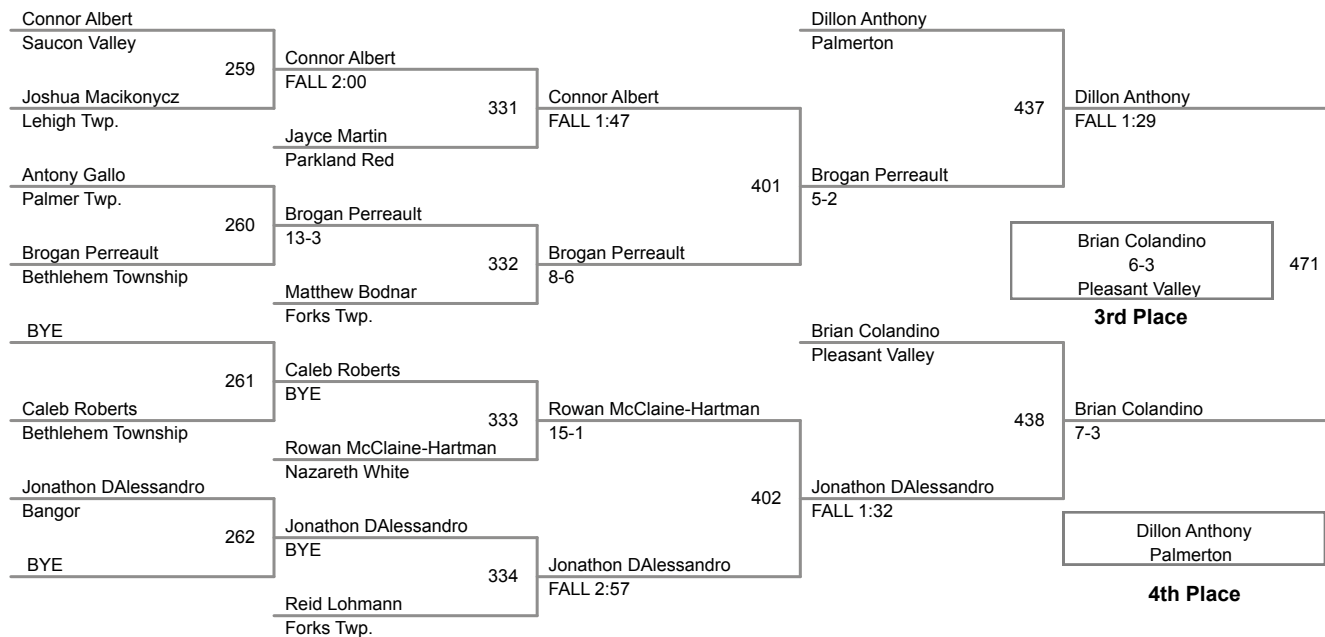 Connor Albert
Saucon Valley
259
Joshua Macikonycz
Lehigh Twp.
Antony Gallo
Palmer Twp.
260
Brogan Perreault
Bethlehem Township
BYE
261
Caleb Roberts
Bethlehem Township
Jonathon DAlessandro
Bangor
262
BYE
Connor Albert
FALL 2:00
331
Jayce Martin
Parkland Red
Brogan Perreault
13-3
332
Matthew Bodnar
Forks Twp.
Caleb Roberts
BYE
333
Rowan McClaine-Hartman
Nazareth White
Jonathon DAlessandro
BYE
334
Reid Lohmann
Forks Twp.
Connor Albert
FALL 1:47
401
Brogan Perreault
8-6
Rowan McClaine-Hartman
15-1
402
Jonathon DAlessandro
FALL 2:57
Dillon Anthony
Palmerton
437
Brogan Perreault
5-2
Brian Colandino
Pleasant Valley
438
Jonathon DAlessandro
FALL 1:32
Dillon Anthony
FALL 1:29
Brian Colandino
6-3
Pleasant Valley
471
3rd Place
Brian Colandino
7-3
Dillon Anthony
Palmerton
4th Place